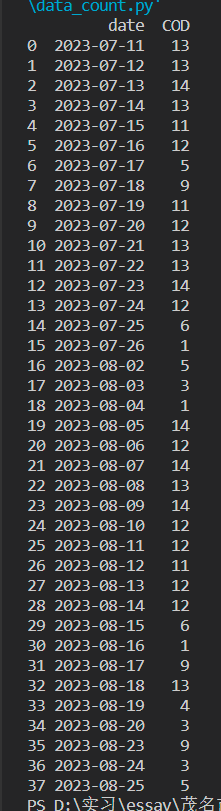 \data_count.py'
date COD
0 2023-07-11 13
1 2023-07-12 13
2 2023-07-13 14
3 2023-07-14 13
4 2023-07-15 11
5 2023-07-16 12
6 2023-07-17 5
7 2023-07-18 9
8 2023-07-19 11
9 2023-07-20 12
10 2023-07-21 13
11 2023-07-22 13
12 2023-07-23 14
13 2023-07-24 12
14 2023-07-25 6
15 2023-07-26 1
16 2023-08-02 5
17 2023-08-03 3
18 2023-08-04 1
19 2023-08-05 14
20 2023-08-06 12
21 2023-08-07 14
22 2023-08-08 13
23 2023-08-09 14
24 2023-08-10 12
25 2023-08-11 12
26 2023-08-12 11
27 2023-08-13 12
28 2023-08-14 12
29 2023-08-15 6
30 2023-08-16 1
31 2023-08-17 9
32 2023-08-18 13
33 2023-08-19 4
34 2023-08-20 3
35 2023-08-23 9
36 2023-08-24 3
37 2023-08-25 5
PS D:\实习\essay\茂名